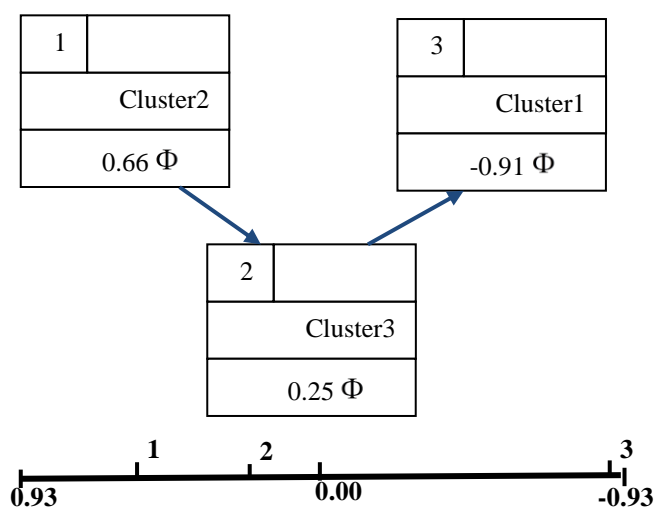 1
Cluster2
0.66 Φ
3
Cluster1
-0.91 Φ
2
Cluster3
0.25 Φ
1 2 3
0.93 0.00 -0.93